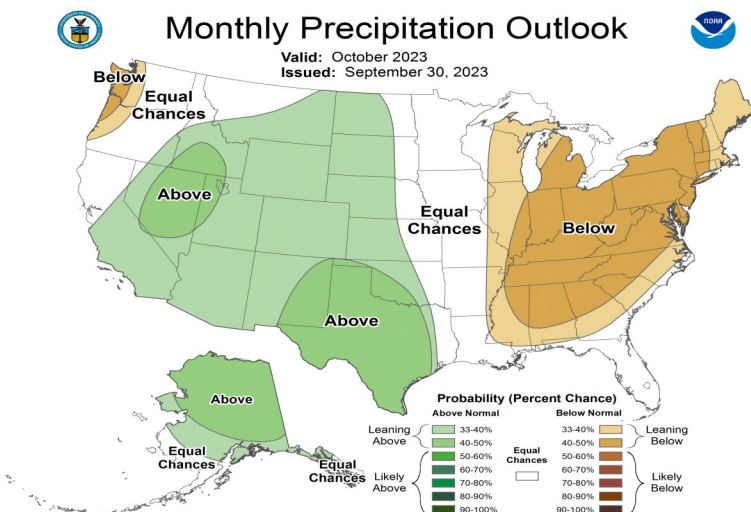 Monthly Precipitation Outlook
NOAA
Valid: October 2023
Issued: September 30, 2023
Below
Equal
Chances
Above
Equal
Chances
Below
Above
Above
Equal
Chances
Equal
Chances
Probability (Percent Chance)
Above Normal
Below Normal
Leaning
Above
33-40%
40-50%
Likely
Above
50-60%
60-70%
70-80%
80-90%
90-100%
Equal
Chances
33-40%
40-50%
Leaning
Below
50-60%
60-70%
70-80%
80-90%
90-100%
Likely
Below